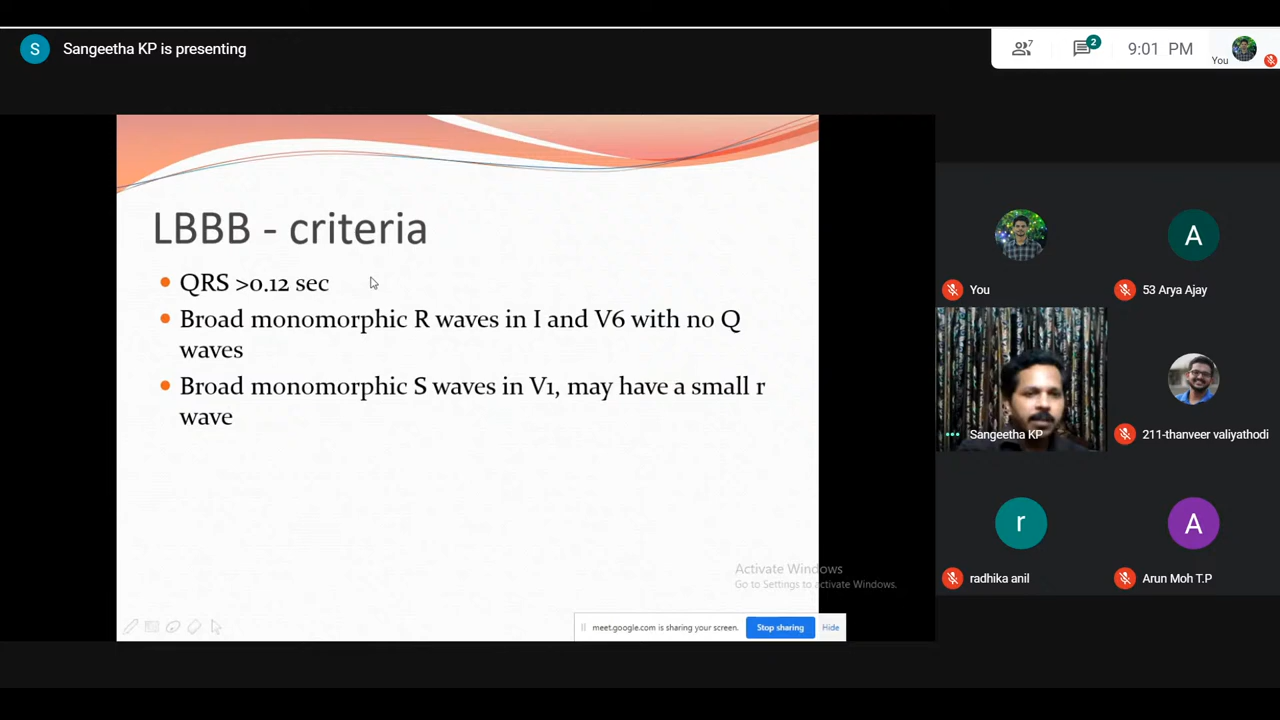 S Sangeetha KP is presenting
7
2
9:01 PM
You
LBBB - criteria
• QRS >0.12 sec
• Broad monomorphic R waves in I and V6 with no Q
waves
• Broad monomorphic S waves in V1, may have a small r
wave
Activate Windows
Go to Settings to activate Windows.
meet.google.com is sharing your screen. Stop sharing Hide
A
You
53 Arya Ajay
Sangeetha KP
211-thanveer valiyathodi
r
A
radhika anil
Arun Moh T.P